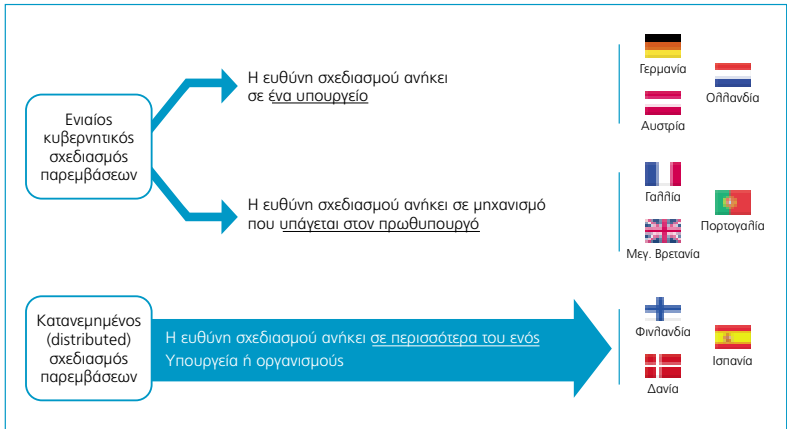 Ενιαίος
κυβερνητικός
σχεδιασμός
παρεμβάσεων
Η ευθύνη σχεδιασμού ανήκει
σε ένα υπουργείο
Γερμανία
Ολλανδία
Αυστρία
Η ευθύνη σχεδιασμού ανήκει σε μηχανισμό
που υπάγεται στον πρωθυπουργό
Γαλλία
Πορτογαλία
Μεγ. Βρετανία
Κατανεμημένος
(distributed)
σχεδιασμός
παρεμβάσεων
Η ευθύνη σχεδιασμού ανήκει σε περισσότερα του ενός
Υπουργεία ή οργανισμούς
Φινλανδία
Ισπανία
Δανία